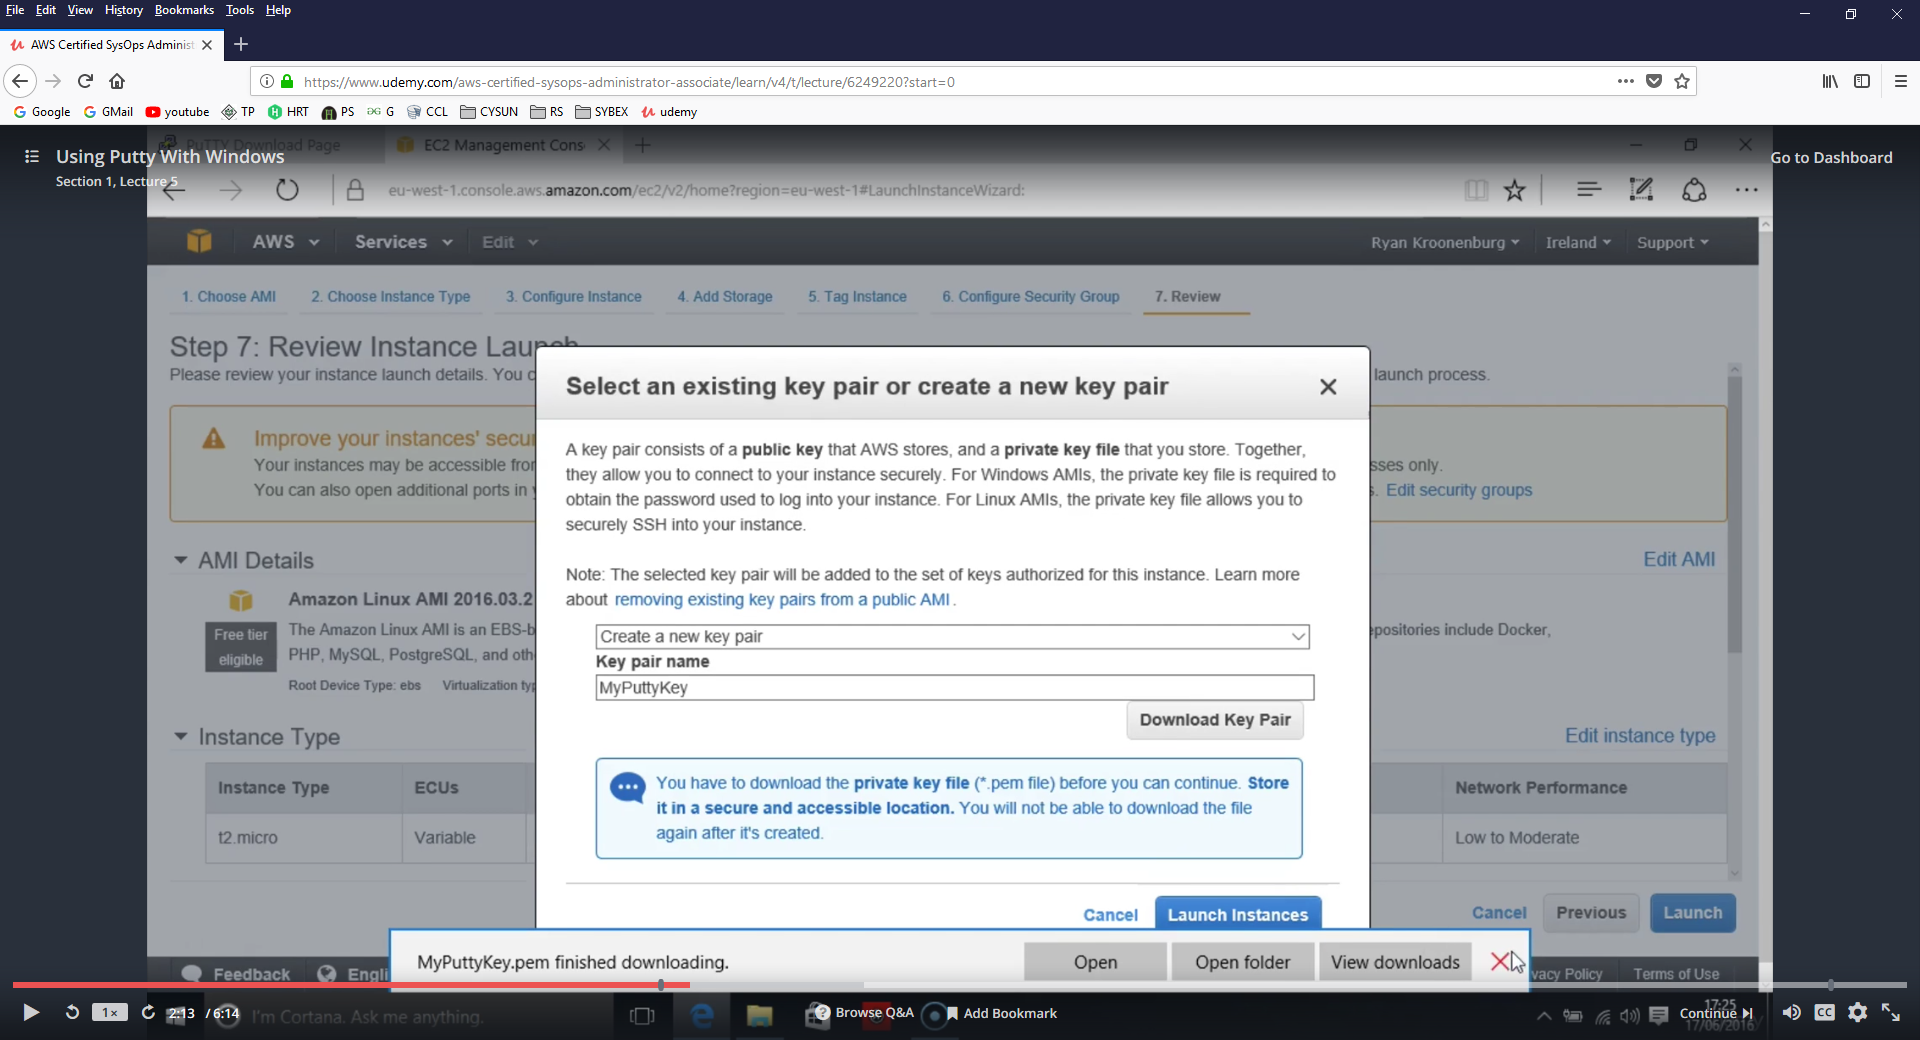 File Edit View History Bookmarks Tools Help
AWS Certified SysOps Administ
https://www.udemy.com/aws-certified-sysops-administrator-associate/learn/v4/t/lecture/6249220?start=0
Google GMail youtube TP HRT PS G CCL CYSUN RS SYBEX udemy
PuTTY Download Page
EC2 Management Cons
Using Putty With Windows
Go to Dashboard
Section 1, Lecture 5
eu-west-1.console.aws.amazon.com/ec2/v2/home?region=eu-west-1#LaunchInstanceWizard:
AWS Services Edit Ryan Kroonenburg Ireland Support
1. Choose AMI 2. Choose Instance Type 3. Configure Instance 4. Add Storage 5. Tag Instance 6. Configure Security Group 7. Review
Step 7: Review Instance Launch
Please review your instance launch details. You c
launch process.
Improve your instances' secur
Your instances may be accessible fro
sses only.
You can also open additional ports in
Edit security groups
AMI Details
Edit AMI
Amazon Linux AMI 2016.03.2
Free tier eligible
The Amazon Linux AMI is an EBS-b
epositories include Docker,
PHP, MySQL, PostgreSQL, and oth
Root Device Type: ebs Virtualization typ
Instance Type
Edit instance type
Instance Type ECUs Network Performance
t2.micro Variable Low to Moderate
Cancel Previous Launch
Select an existing key pair or create a new key pair
A key pair consists of a public key that AWS stores, and a private key file that you store. Together,
they allow you to connect to your instance securely. For Windows AMIs, the private key file is required to
obtain the password used to log into your instance. For Linux AMIs, the private key file allows you to
securely SSH into your instance.
Note: The selected key pair will be added to the set of keys authorized for this instance. Learn more
about removing existing key pairs from a public AMI.
Create a new key pair
Key pair name
MyPuttyKey
Download Key Pair
You have to download the private key file (*.pem file) before you can continue. Store
it in a secure and accessible location. You will not be able to download the file
again after it's created.
Cancel Launch Instances
MyPuttyKey.pem finished downloading.
Open Open folder View downloads
Feedback Engli
vacy Policy Terms of Use
1x 2:13 / 6:14
I'm Cortana. Ask me anything.
Browse Q&A Add Bookmark
Continue
CC
17:25
17/06/2016